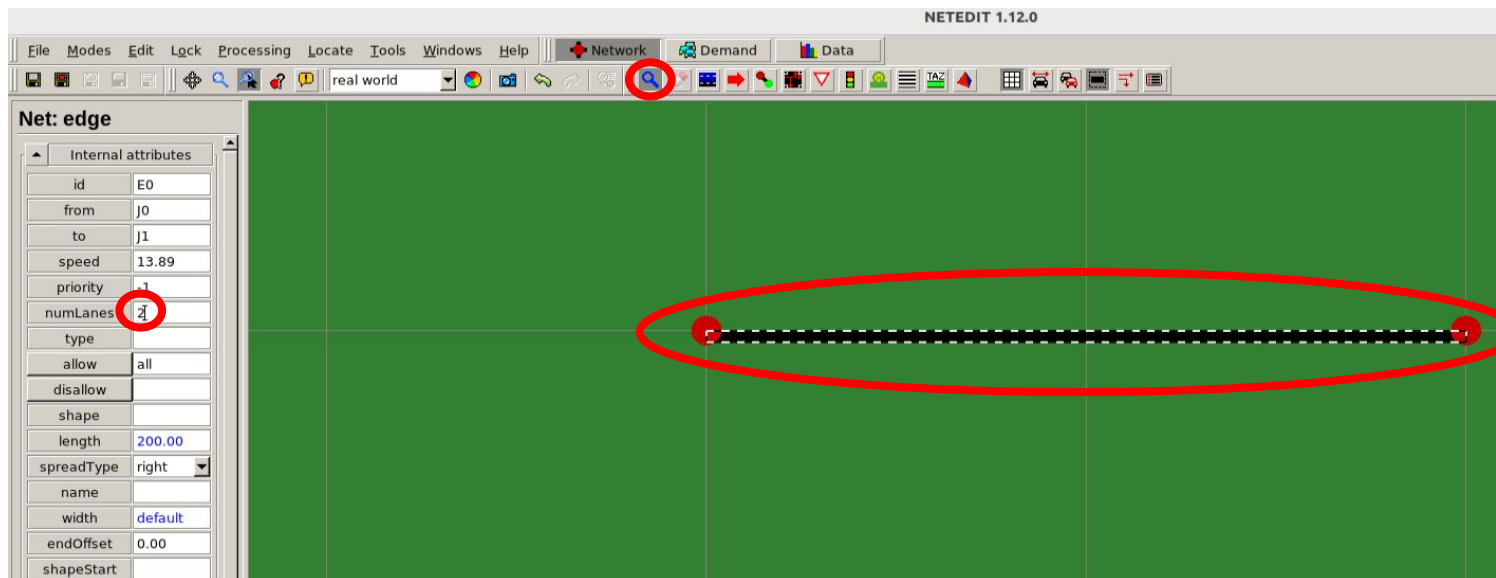 NETEDIT 1.12.0
File Modes Edit Lock Processing Locate Tools Windows Help Network Demand Data
real world TAZ
Net: edge
Internal attributes
id E0
from J0
to J1
speed 13.89
priority -1
numLanes 2
type
allow all
disallow
shape
length 200.00
spreadType right
name
width default
endOffset 0.00
shapeStart